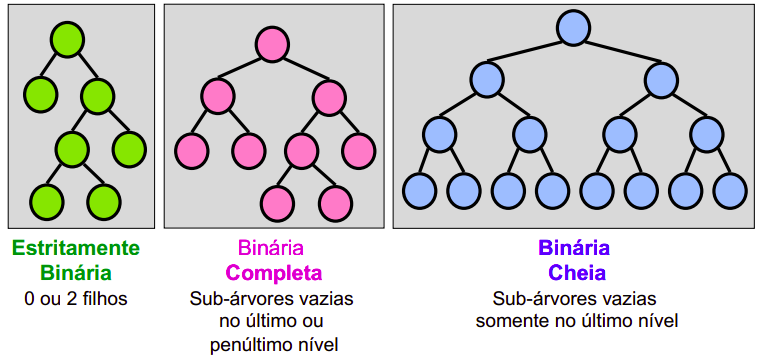 Estritamente
Binária
0 ou 2 filhos
Binária
Completa
Sub-árvores vazias
no último ou
penúltimo nível
Binária
Cheia
Sub-árvores vazias
somente no último nível